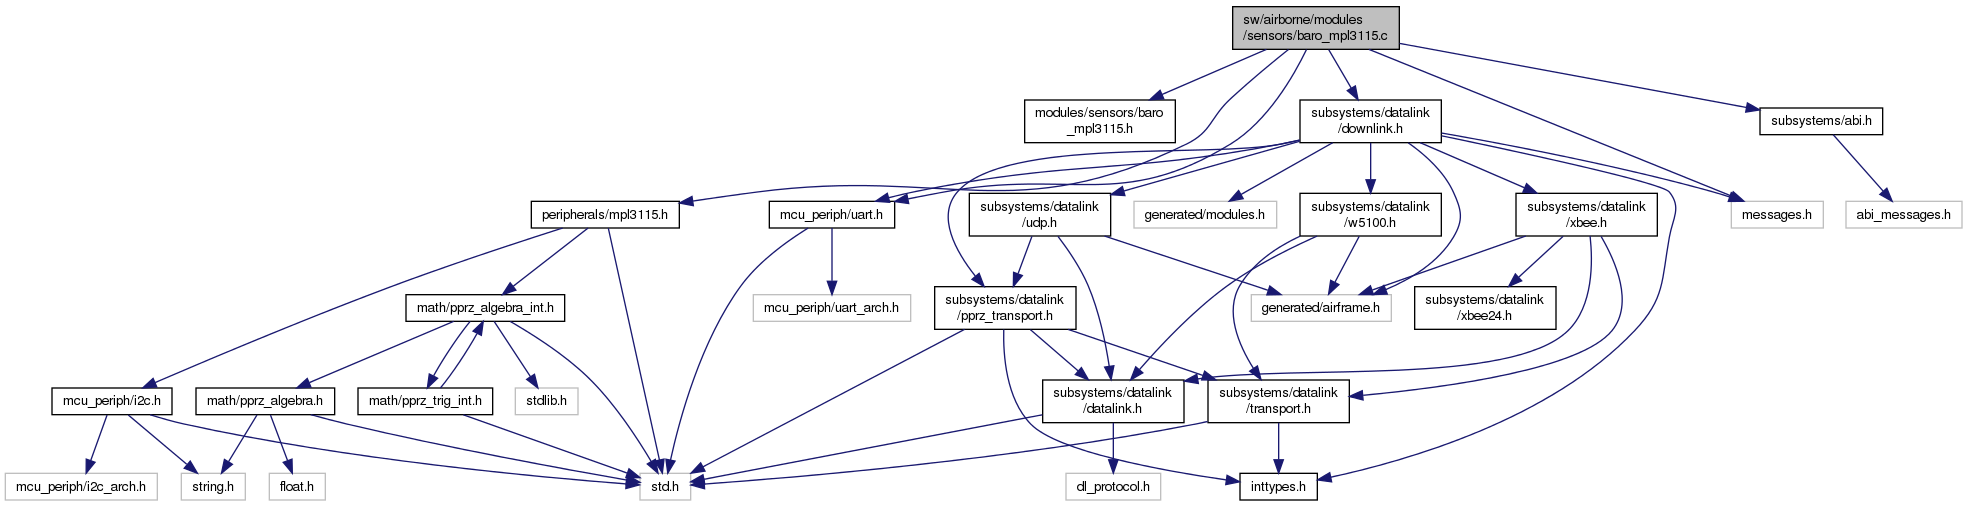 sw/airborne/modules
/sensors/baro_mpl3115.c
modules/sensors/baro
_mpl3115.h
subsystems/datalink
/downlink.h
subsystems/abi.h
peripherals/mpl3115.h
mcu_periph/uart.h
subsystems/datalink
/udp.h
generated/modules.h
subsystems/datalink
/w5100.h
subsystems/datalink
/xbee.h
messages.h
abi_messages.h
math/pprz_algebra_int.h
mcu_periph/uart_arch.h
subsystems/datalink
/pprz_transport.h
generated/airframe.h
subsystems/datalink
/xbee24.h
mcu_periph/i2c.h
math/pprz_algebra.h
math/pprz_trig_int.h
stdlib.h
subsystems/datalink
/datalink.h
subsystems/datalink
/transport.h
mcu_periph/i2c_arch.h
string.h
float.h
std.h
dl_protocol.h
inttypes.h